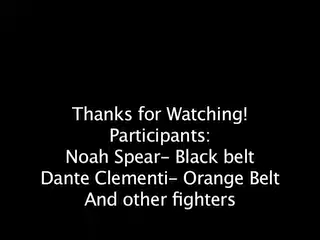 Thanks for Watching!
Participants:
Noah Spear- Black belt
Dante Clementi- Orange Belt
And other fighters